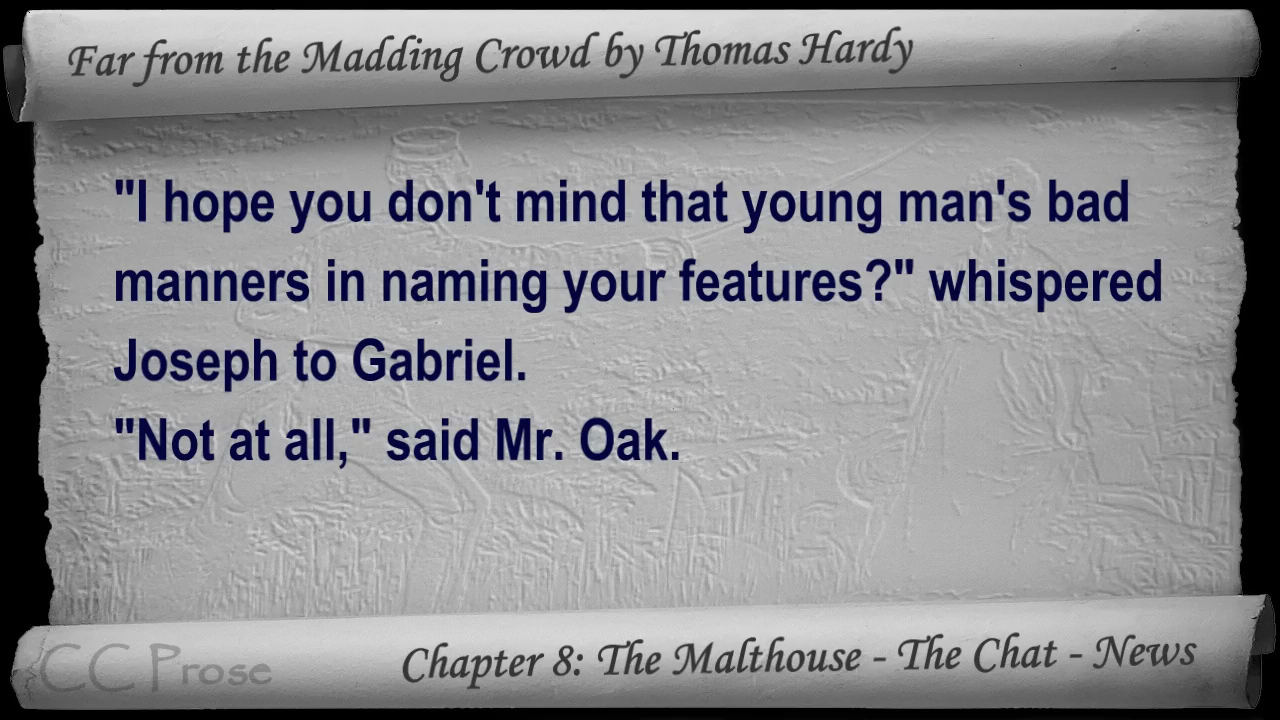 Far from the Madding Crowd by Thomas Hardy
"I hope you don't mind that young man's bad
manners in naming your features?" whispered
Joseph to Gabriel.
"Not at all," said Mr. Oak.
CC Prose
Chapter 8: The Malthouse - The Chat - News